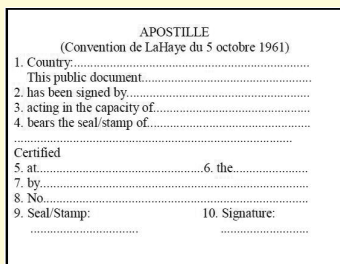 APOSTILLE
(Convention de LaHaye du 5 octobre 1961)
1. Country:..............................................................
This public document.............................................
2. has been signed by................................................
3. acting in the capacity of.........................................
4. bears the seal/stamp of...........................................
.........................................................................
Certified
5. at............................................6. the....................
7. by......................................................................
8. No......................................................................
9. Seal/Stamp: 10. Signature:
................................ ..........................